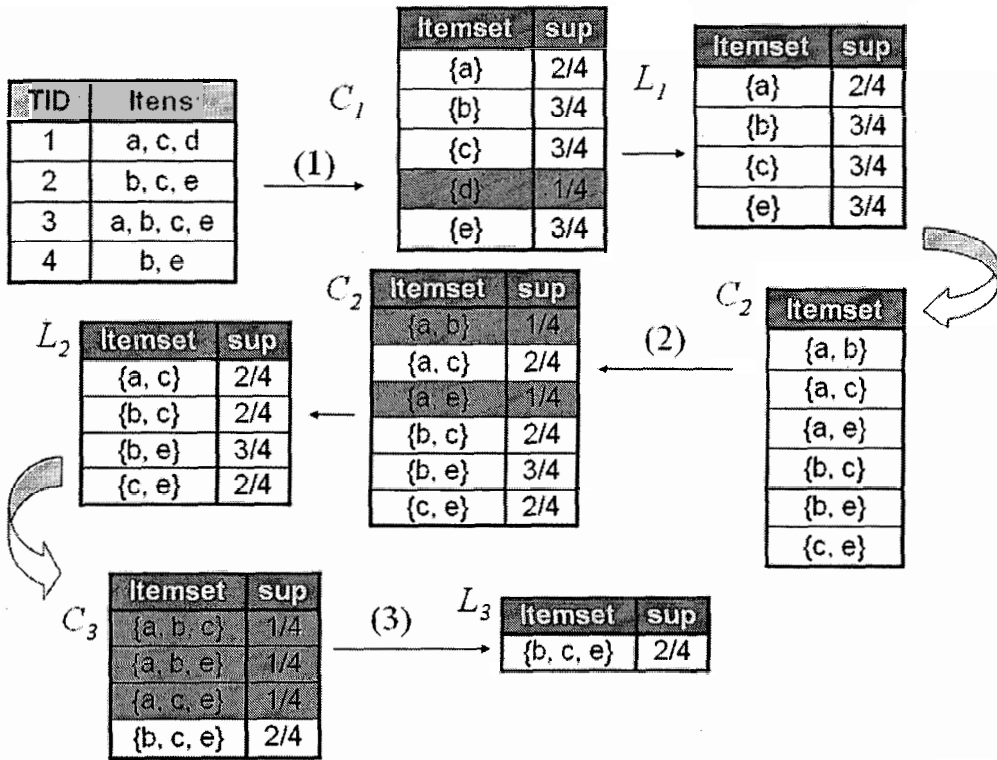 TID Itens
1 a, c, d
2 b, c, e
3 a, b, c, e
4 b, e
(1)
C1
Itemset sup
{a} 2/4
{b} 3/4
{c} 3/4
{d} 1/4
{e} 3/4
L1
Itemset sup
{a} 2/4
{b} 3/4
{c} 3/4
{e} 3/4
C2
Itemset
{a, b}
{a, c}
{a, e}
{b, c}
{b, e}
{c, e}
(2)
C2
Itemset sup
{a, b} 1/4
{a, c} 2/4
{a, e} 1/4
{b, c} 2/4
{b, e} 3/4
{c, e} 2/4
L2
Itemset sup
{a, c} 2/4
{b, c} 2/4
{b, e} 3/4
{c, e} 2/4
C3
Itemset sup
{a, b, c} 1/4
{a, b, e} 1/4
{a, c, e} 1/4
{b, c, e} 2/4
(3)
L3
Itemset sup
{b, c, e} 2/4